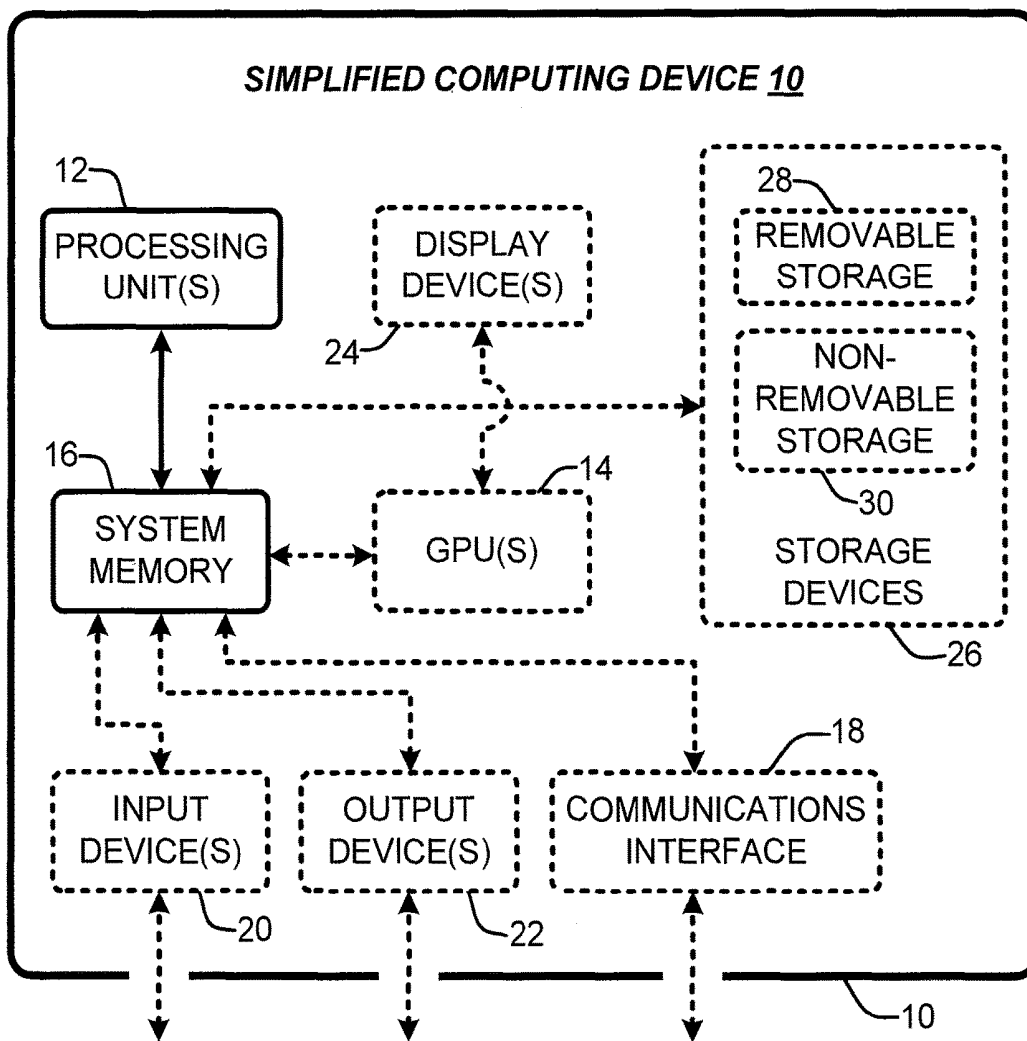 SIMPLIFIED COMPUTING DEVICE 10
12
PROCESSING
UNIT(S)
DISPLAY
DEVICE(S)
24
28
REMOVABLE
STORAGE
NON-
REMOVABLE
STORAGE
30
STORAGE
DEVICES
26
16
SYSTEM
MEMORY
14
GPU(S)
INPUT
DEVICE(S)
20
OUTPUT
DEVICE(S)
22
18
COMMUNICATIONS
INTERFACE
10